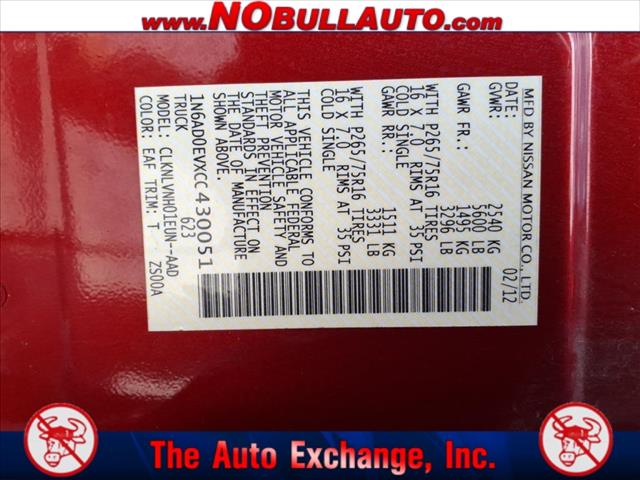 www.NOBULLAUTO.com
MFD BY NISSAN MOTOR CO., LTD.
DATE: 02/12
GVWR: 2540 KG
5600 LB
GAWR FR: 1495 KG
3296 LB
WITH P265/75R16 TIRES
16 X 7.0 RIMS AT 35 PSI
COLD SINGLE
GAWR RR: 1511 KG
3331 LB
WITH P265/75R16 TIRES
16 X 7.0 RIMS AT 35 PSI
COLD SINGLE
THIS VEHICLE CONFORMS TO
ALL APPLICABLE FEDERAL
MOTOR VEHICLE SAFETY AND
THEFT PREVENTION
STANDARDS IN EFFECT ON
THE DATE OF MANUFACTURE
SHOWN ABOVE.
1N6AD0EVXCC430051
TRUCK 623
MODEL: CLKNLVNH01EUN--AAD
COLOR: EAF TRIM: T ZS00A
The Auto Exchange, Inc.